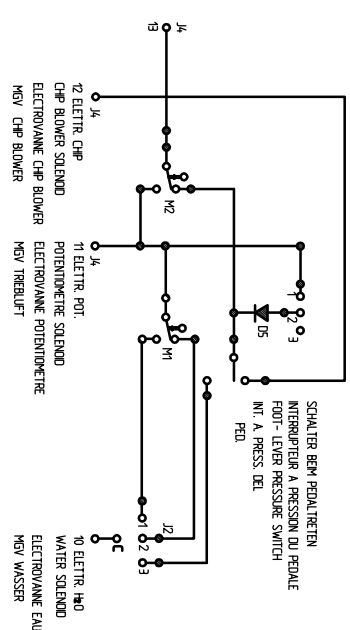 SCHALTER BEIM PEDALTRETEN
INTERRUPTEUR A PRESSION DU PEDALE
FOOT- LEVER PRESSURE SWITCH
INT. A. PRESS. DEL
PED.
J4
13
J4
12 ELETTR. CHIP
CHIP BLOWER SOLENOID
ELECTROVANNE CHIP BLOWER
MGV CHIP BLOWER
M2
J4
11 ELETTR. POT.
POTENTIOMETRE SOLENOID
ELECTROVANNE POTENTIOMETRE
MGV TRIEBLUFT
M1
1
2
3
D5
J2
1
2
3
C
10 ELETTR. H2O
WATER SOLENOID
ELECTROVANNE EAU
MGV WASSER